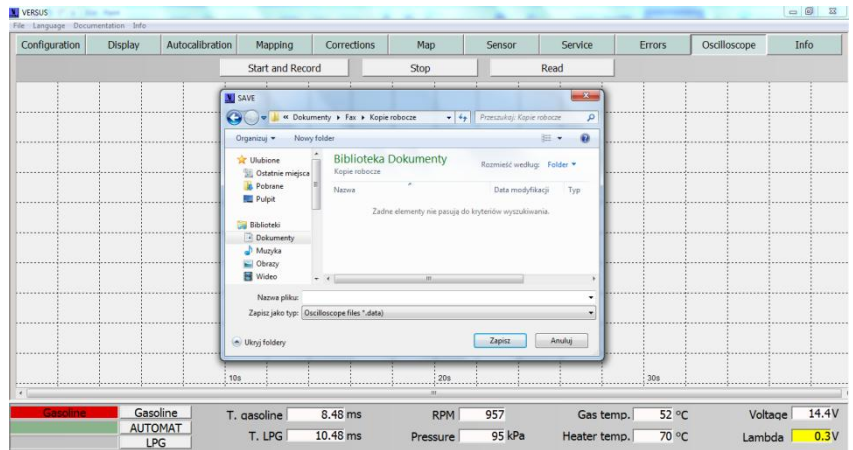 VERSUS
File Language Documentation Info
Configuration Display Autocalibration Mapping Corrections Map Sensor Service Errors Oscilloscope Info
Start and Record Stop Read
SAVE
« Dokumenty Fax Kopie robocze Przeszukaj: Kopie robocze
Organizuj Nowy folder
Ulubione
Ostatnie miejsca
Pobrane
Pulpit
Biblioteki
Dokumenty
Muzyka
Obrazy
Wideo
Biblioteka Dokumenty
Kopie robocze
Rozmieść według: Folder
Nazwa Data modyfikacji Typ
Żadne elementy nie pasują do kryteriów wyszukiwania.
Nazwa pliku:
Zapisz jako typ: Oscilloscope files *.data)
Ukryj foldery Zapisz Anuluj
10s 20s 30s
Gasoline Gasoline T. gasoline 8.48 ms RPM 957 Gas temp. 52 °C Voltage 14.4 V
AUTOMAT
LPG T. LPG 10.48 ms Pressure 95 kPa Heater temp. 70 °C Lambda 0.3 V